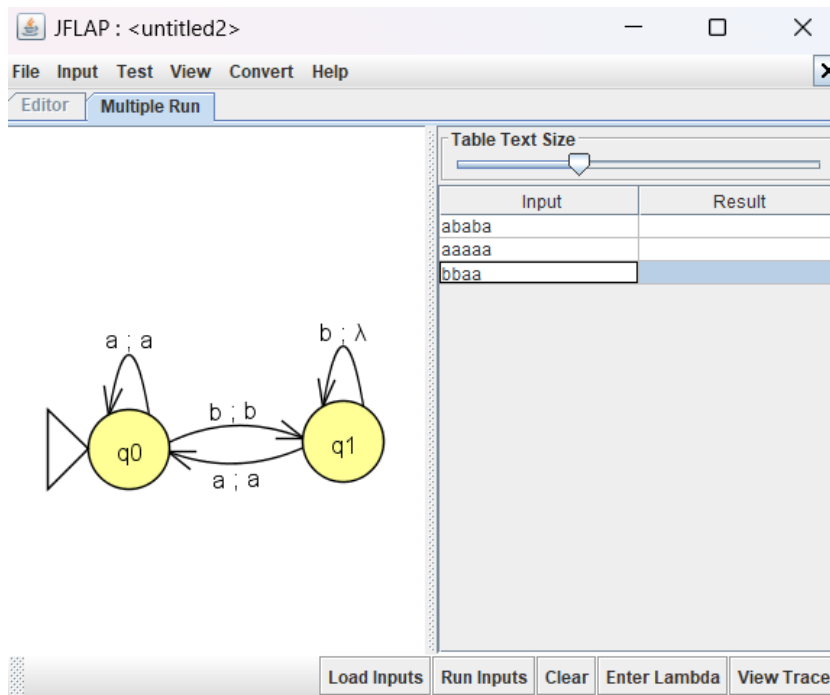 JFLAP : <untitled2>
File Input Test View Convert Help
Editor Multiple Run
Table Text Size
Input Result
ababa
aaaaa
bbaa
a ; a
b ; λ
b ; b
q0
q1
a ; a
Load Inputs Run Inputs Clear Enter Lambda View Trace